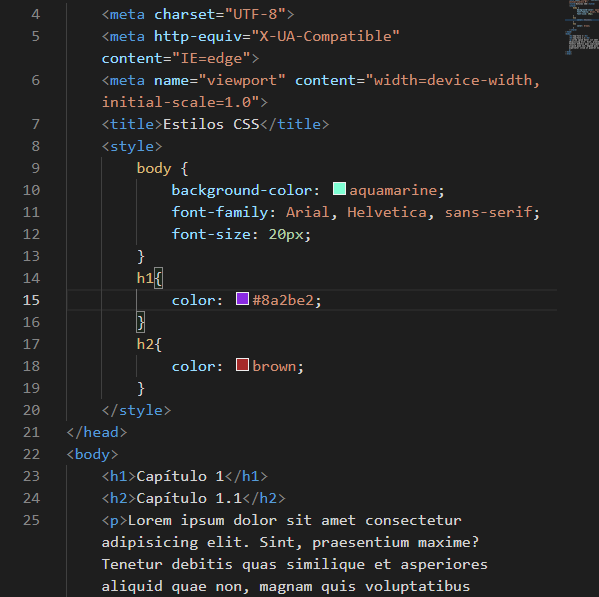 4 <meta charset="UTF-8">
5 <meta http-equiv="X-UA-Compatible"
content="IE=edge">
6 <meta name="viewport" content="width=device-width,
initial-scale=1.0">
7 <title>Estilos CSS</title>
8 <style>
9 body {
10 background-color: aquamarine;
11 font-family: Arial, Helvetica, sans-serif;
12 font-size: 20px;
13 }
14 h1{
15 color: #8a2be2;
16 }
17 h2{
18 color: brown;
19 }
20 </style>
21 </head>
22 <body>
23 <h1>Capítulo 1</h1>
24 <h2>Capítulo 1.1</h2>
25 <p>Lorem ipsum dolor sit amet consectetur
adipisicing elit. Sint, praesentium maxime?
Tenetur debitis quas similique et asperiores
aliquid quae non, magnam quis voluptatibus